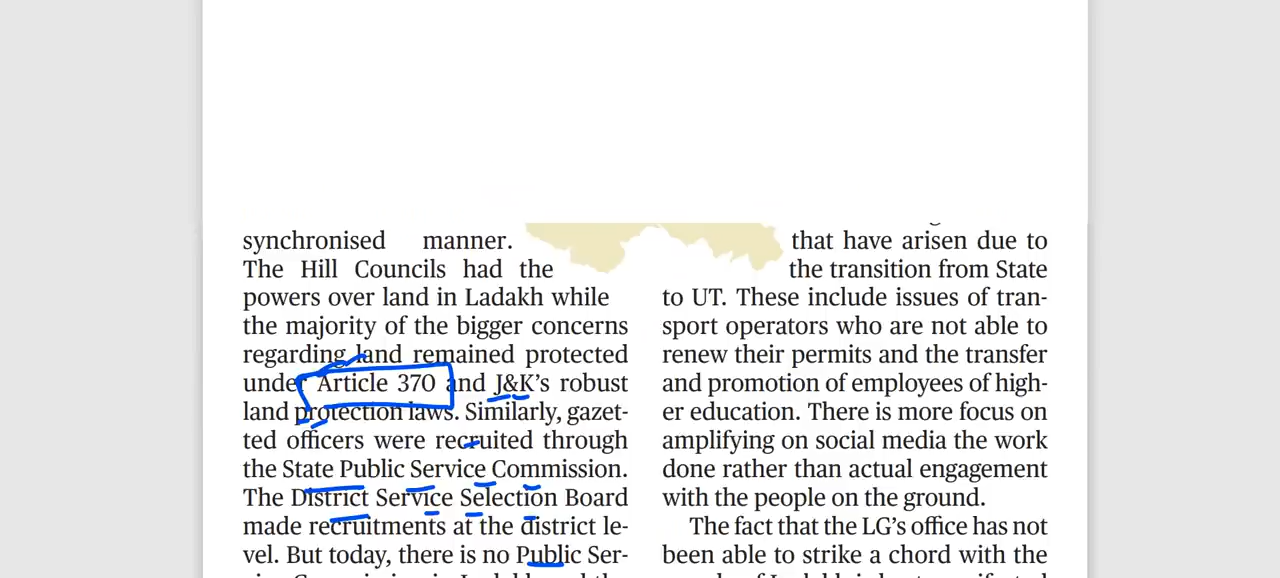 synchronised manner.
The Hill Councils had the
powers over land in Ladakh while
the majority of the bigger concerns
regarding land remained protected
under Article 370 and J&K's robust
land protection laws. Similarly, gazet-
ted officers were recruited through
the State Public Service Commission.
The District Service Selection Board
made recruitments at the district le-
vel. But today, there is no Public Ser-
that have arisen due to
the transition from State
to UT. These include issues of tran-
sport operators who are not able to
renew their permits and the transfer
and promotion of employees of high-
er education. There is more focus on
amplifying on social media the work
done rather than actual engagement
with the people on the ground.
The fact that the LG's office has not
been able to strike a chord with the